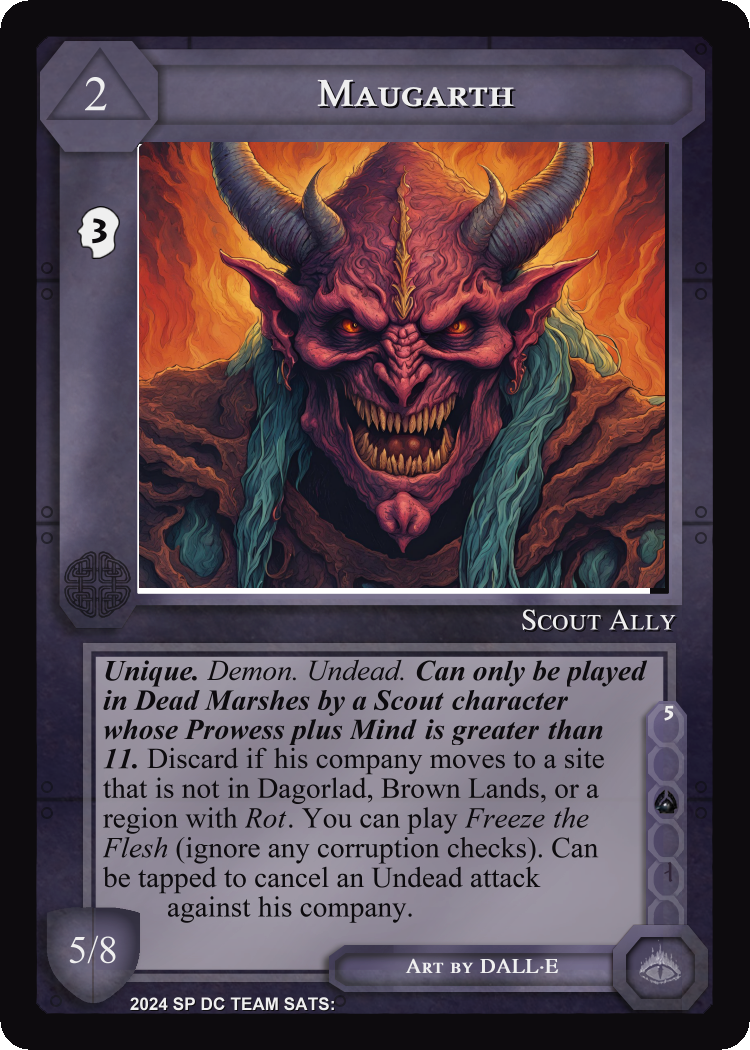 2
Maugarth
3
Scout Ally
Unique. Demon. Undead. Can only be played
in Dead Marshes by a Scout character
whose Prowess plus Mind is greater than
11. Discard if his company moves to a site
that is not in Dagorlad, Brown Lands, or a
region with Rot. You can play Freeze the
Flesh (ignore any corruption checks). Can
be tapped to cancel an Undead attack
against his company.
5
5/8
Art by DALL·E
2024 SP DC TEAM SATS: